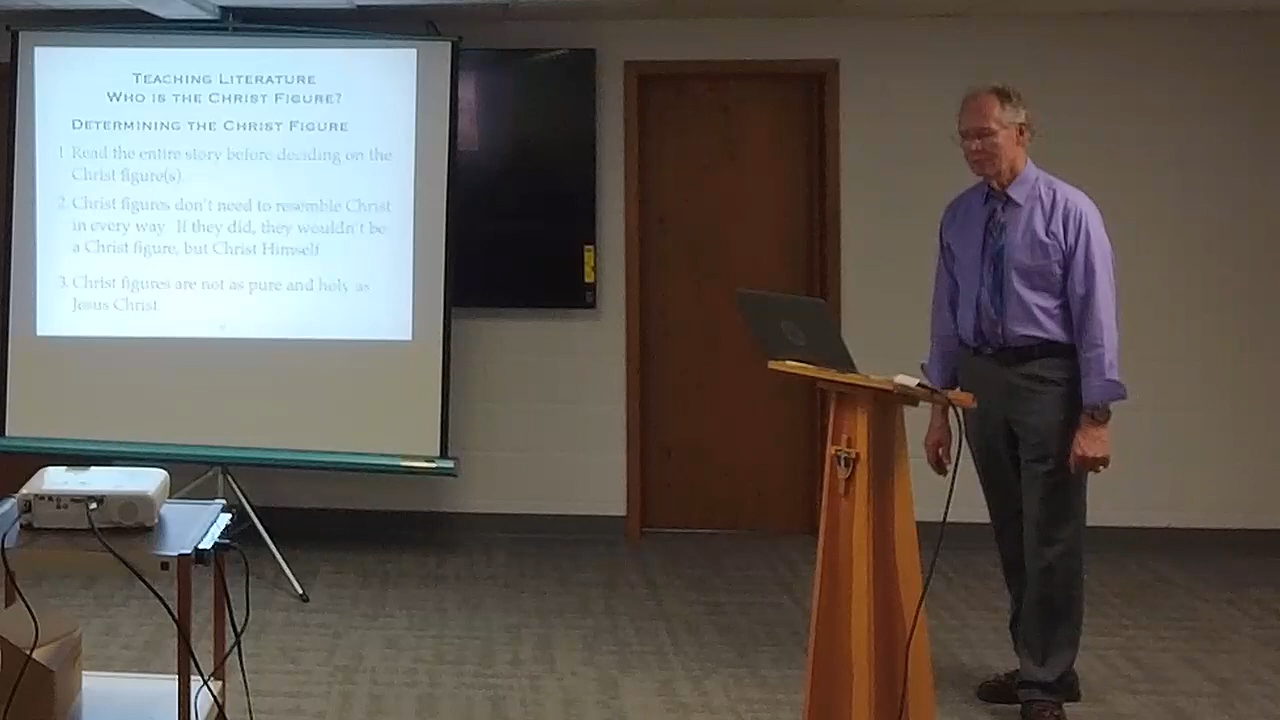 TEACHING LITERATURE
WHO IS THE CHRIST FIGURE?
DETERMINING THE CHRIST FIGURE
1. Read the entire story before deciding on the
Christ figure(s).
2. Christ figures don't need to resemble Christ
in every way. If they did, they wouldn't be
a Christ figure, but Christ Himself
3. Christ figures are not as pure and holy as
Jesus Christ